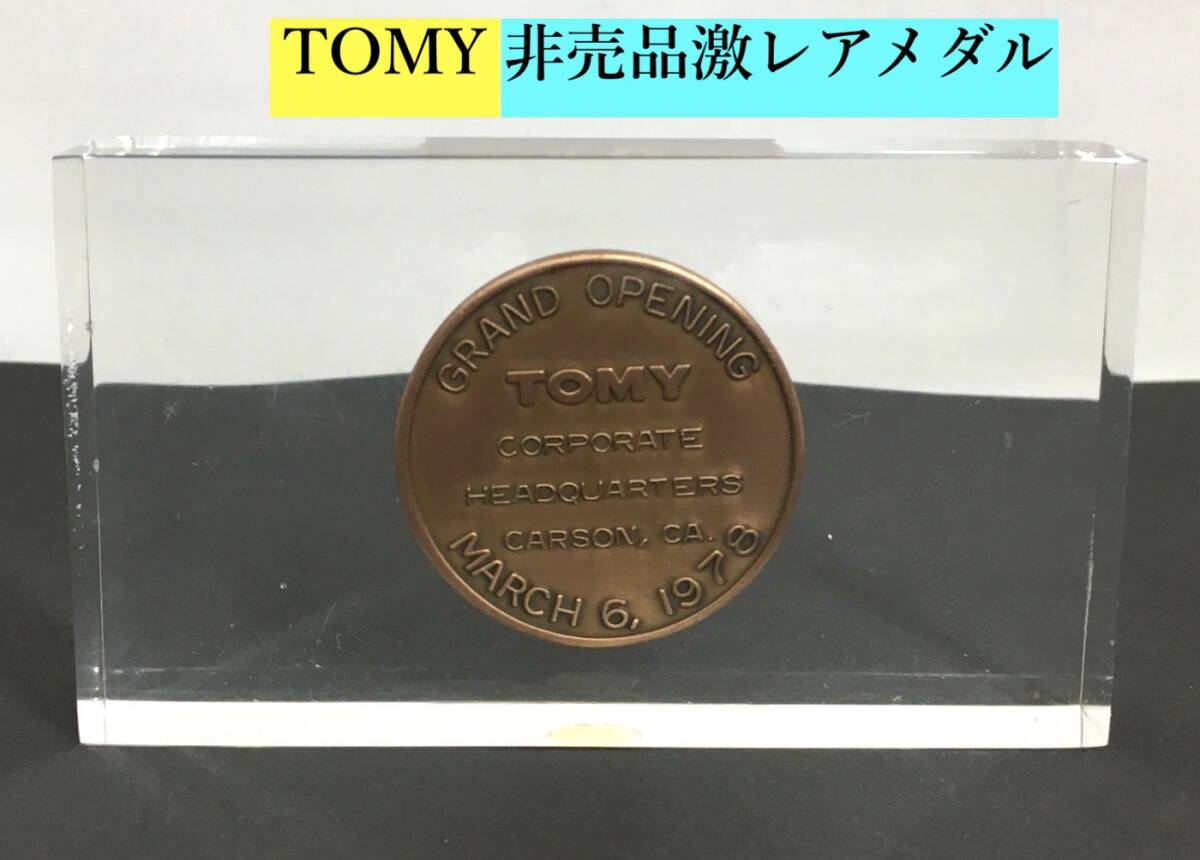 TOMY 非売品激レアメダル
GRAND OPENING
TOMY
CORPORATE
HEADQUARTERS
CARSON, CA.
MARCH 6, 1978